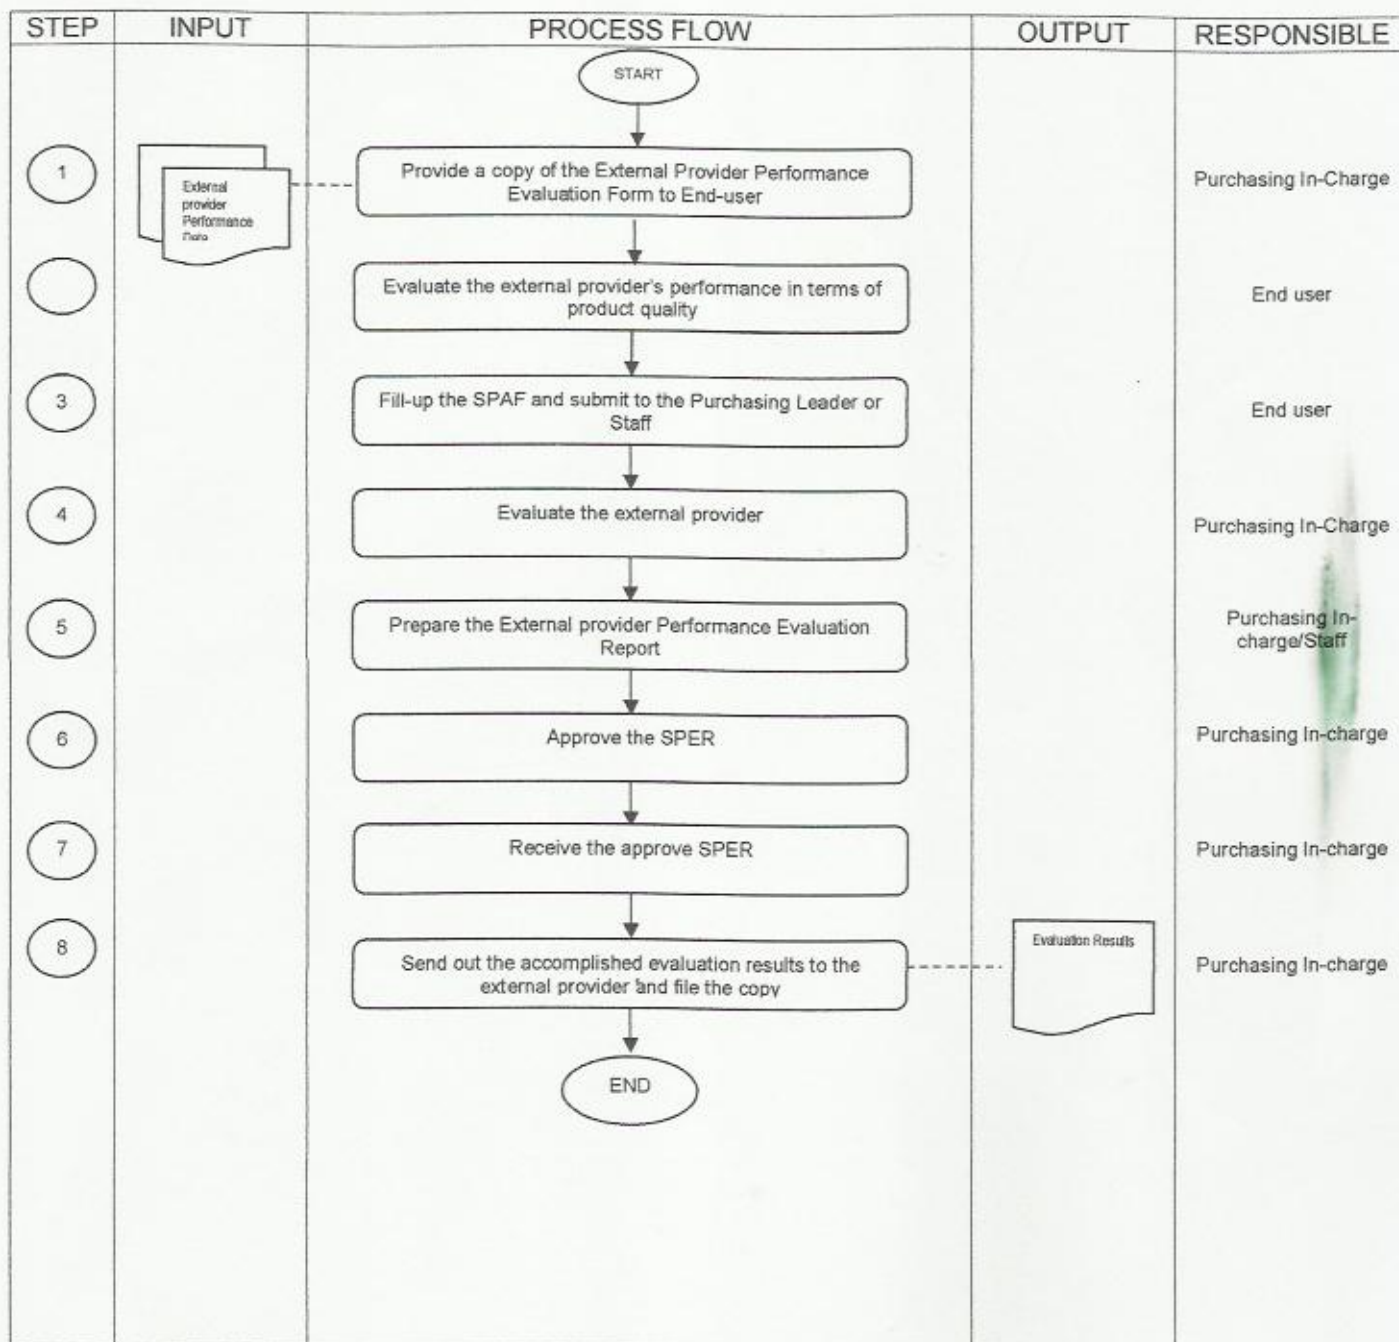 STEP INPUT PROCESS FLOW OUTPUT RESPONSIBLE
START
1
External
provider
Performance
Provide a copy of the External Provider Performance
Evaluation Form to End-user
Purchasing In-Charge
Evaluate the external provider's performance in terms of
product quality
End user
3
Fill-up the SPAF and submit to the Purchasing Leader or
Staff
End user
4
Evaluate the external provider
Purchasing In-Charge
5
Prepare the External provider Performance Evaluation
Report
Purchasing In-
charge/Staff
6
Approve the SPER
Purchasing In-charge
7
Receive the approve SPER
Purchasing In-charge
8
Send out the accomplished evaluation results to the
external provider and file the copy
Evaluation Results
Purchasing In-charge
END